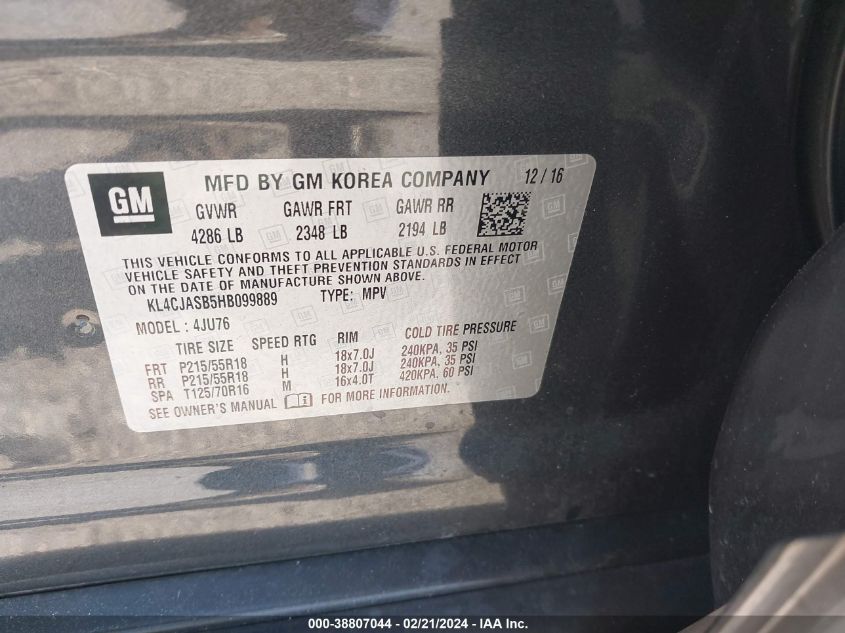 GM
MFD BY GM KOREA COMPANY 12 / 16
GVWR GAWR FRT GAWR RR
4286 LB 2348 LB 2194 LB
THIS VEHICLE CONFORMS TO ALL APPLICABLE U.S. FEDERAL MOTOR
VEHICLE SAFETY AND THEFT PREVENTION STANDARDS IN EFFECT
ON THE DATE OF MANUFACTURE SHOWN ABOVE.
KL4CJASB5HB099889 TYPE: MPV
MODEL : 4JU76
TIRE SIZE SPEED RTG RIM COLD TIRE PRESSURE
FRT P215/55R18 H 18x7.0J 240KPA, 35 PSI
RR P215/55R18 H 18x7.0J 240KPA, 35 PSI
SPA T125/70R16 M 16x4.0T 420KPA, 60 PSI
SEE OWNER'S MANUAL FOR MORE INFORMATION.
000-38807044 - 02/21/2024 - IAA Inc.